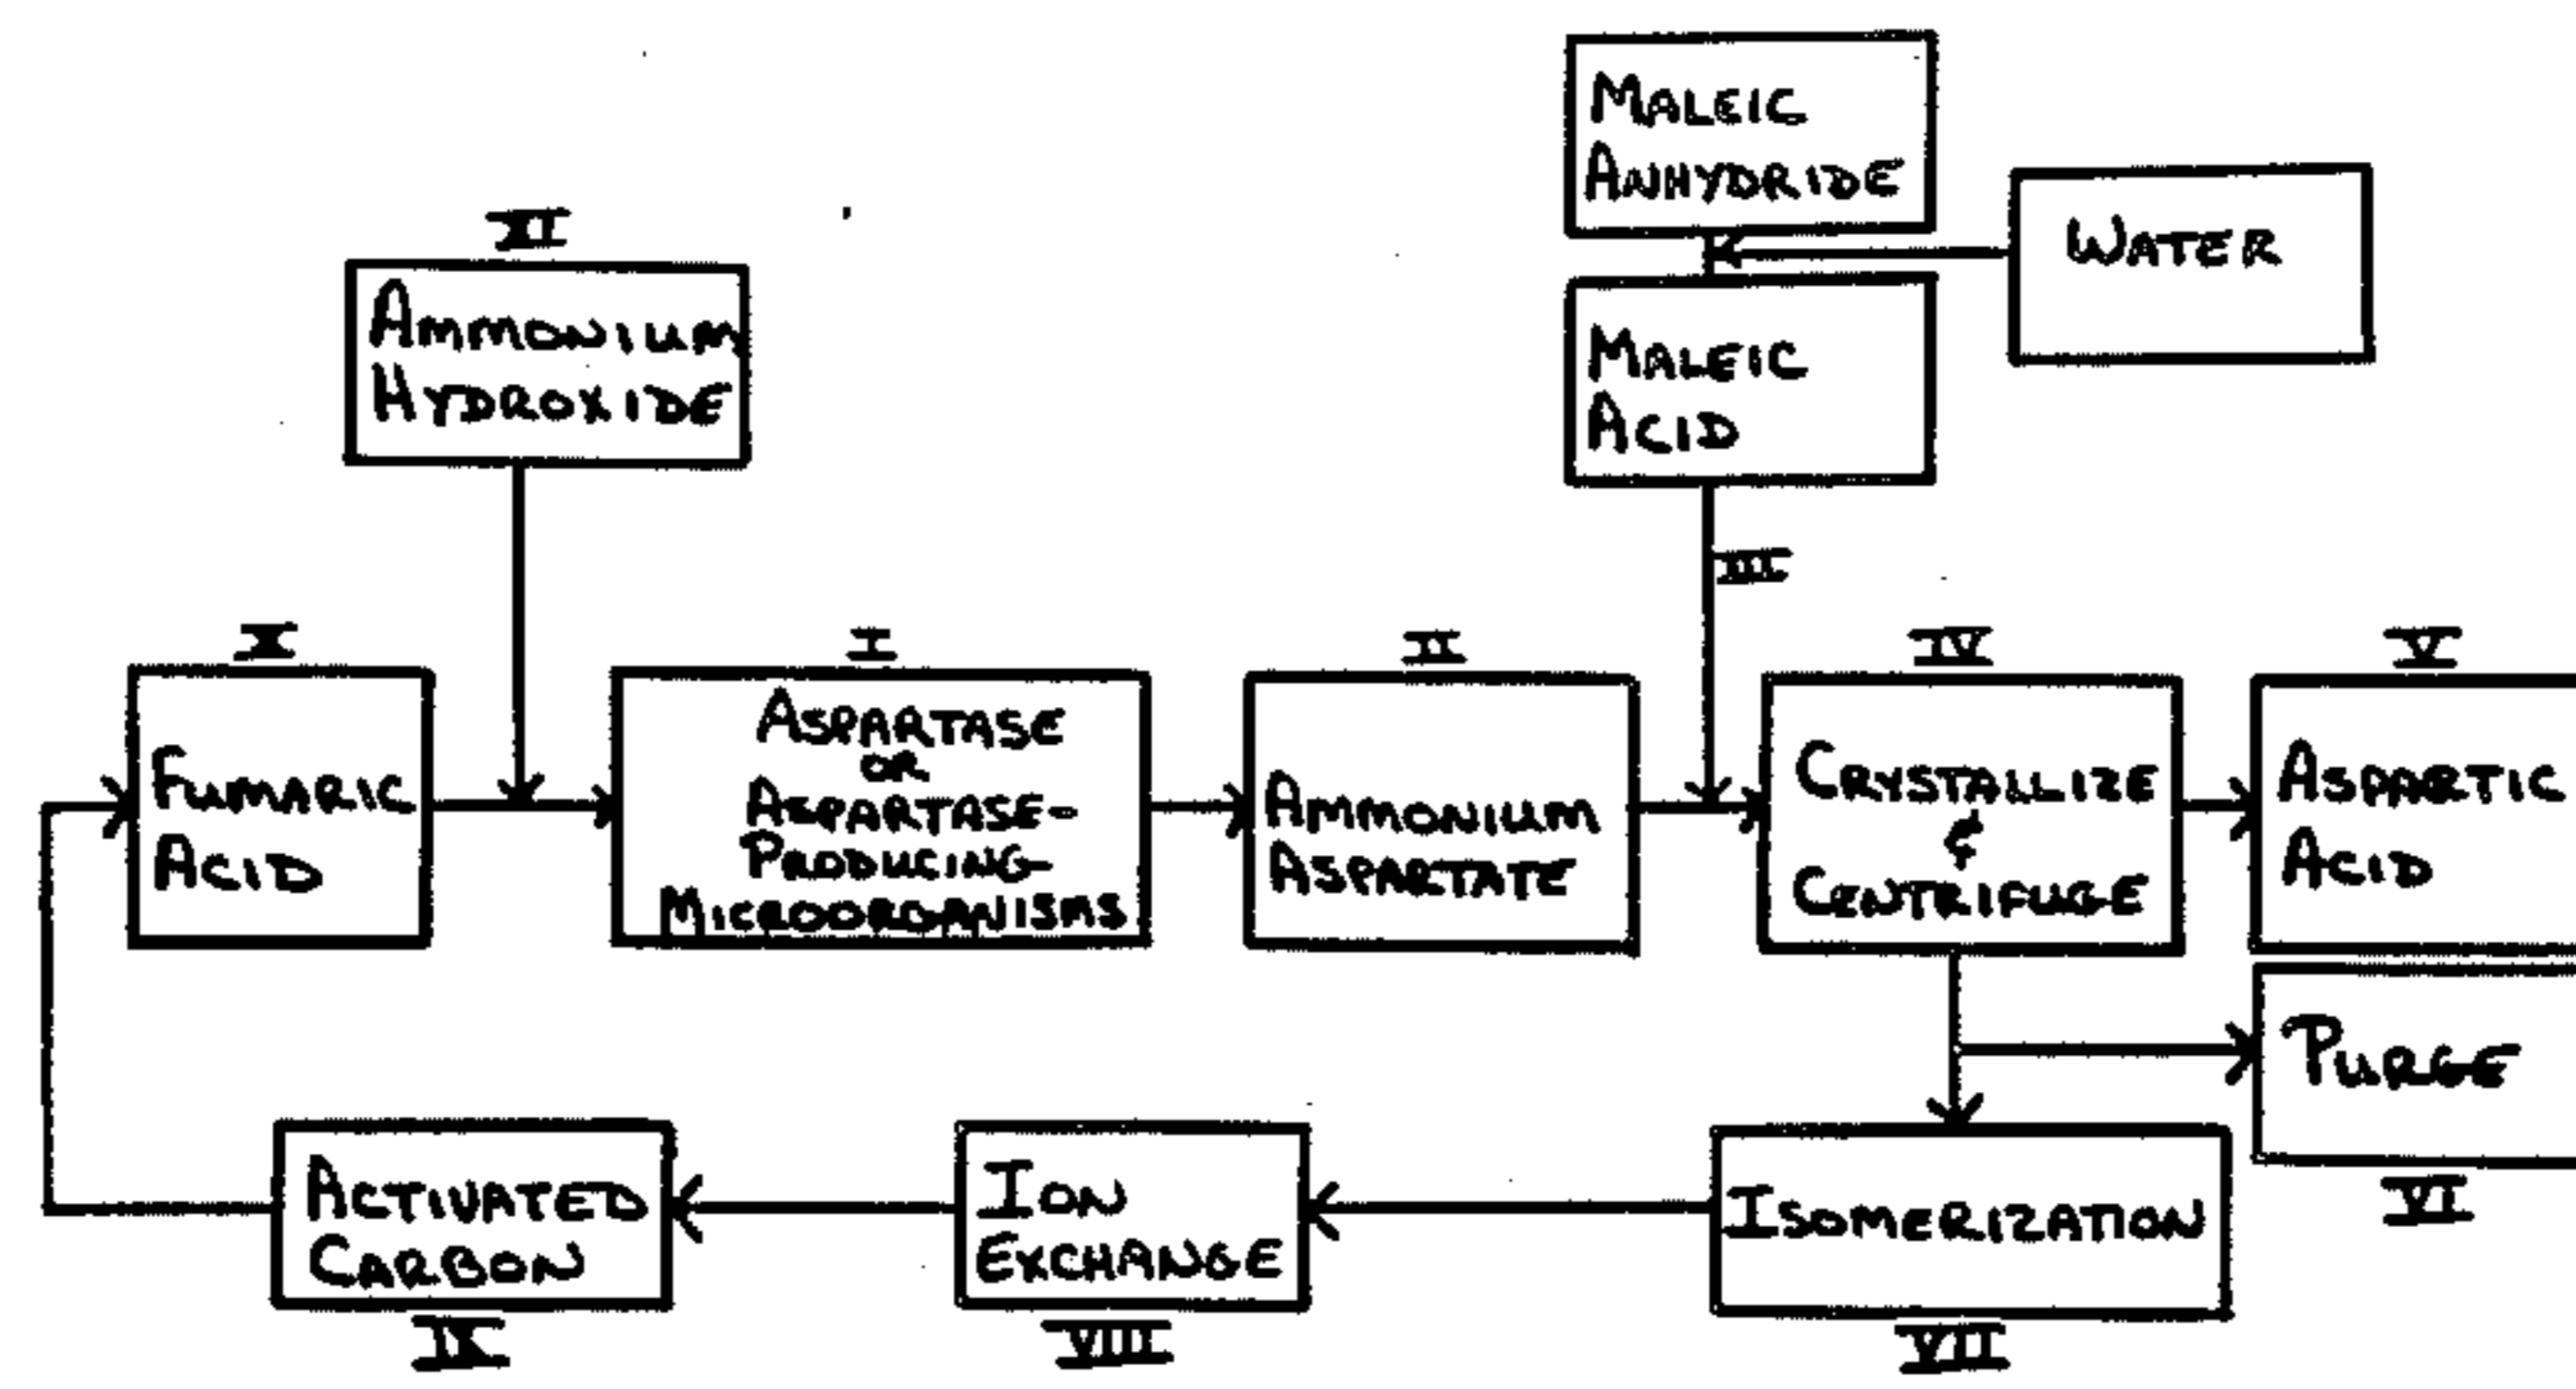 MALEIC
ANHYDRIDE
WATER
XI
AMMONIUM
HYDROXIDE
MALEIC
ACID
III
X
FUMARIC
ACID
I
ASPARTASE
OR
ASPARTASE-
PRODUCING-
MICROORGANISMS
II
AMMONIUM
ASPARTATE
IV
CRYSTALLIZE
&
CENTRIFUGE
V
ASPARTIC
ACID
PURGE
VI
ACTIVATED
CARBON
IX
ION
EXCHANGE
VIII
ISOMERIZATION
VII